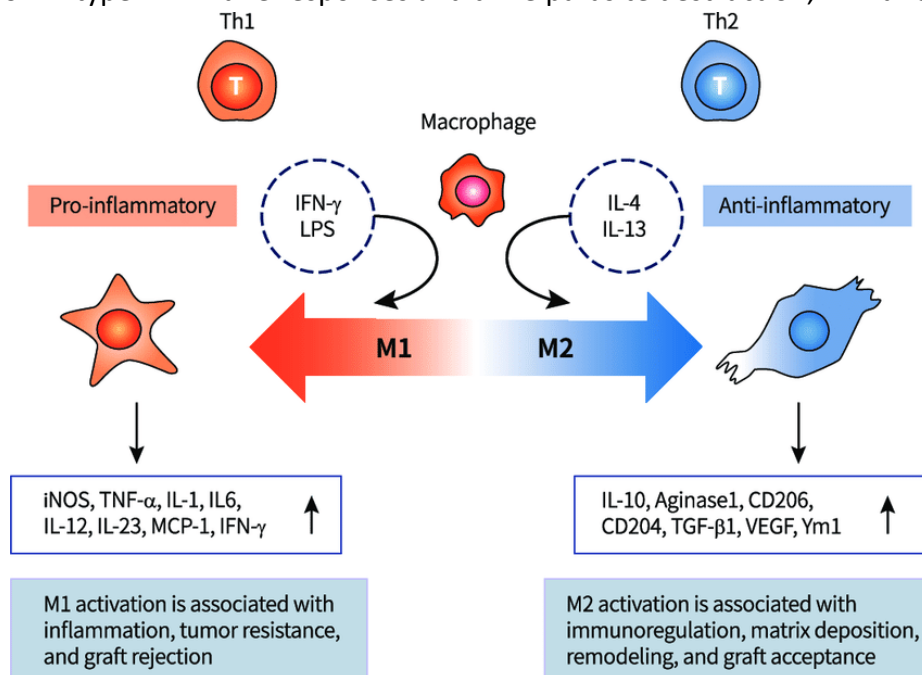 Th1
Th2
T
T
Macrophage
Pro-inflammatory
IFN-γ
LPS
IL-4
IL-13
Anti-inflammatory
M1
M2
iNOS, TNF-α, IL-1, IL6,
IL-12, IL-23, MCP-1, IFN-γ
IL-10, Aginase1, CD206,
CD204, TGF-β1, VEGF, Ym1
M1 activation is associated with
inflammation, tumor resistance,
and graft rejection
M2 activation is associated with
immunoregulation, matrix deposition,
remodeling, and graft acceptance